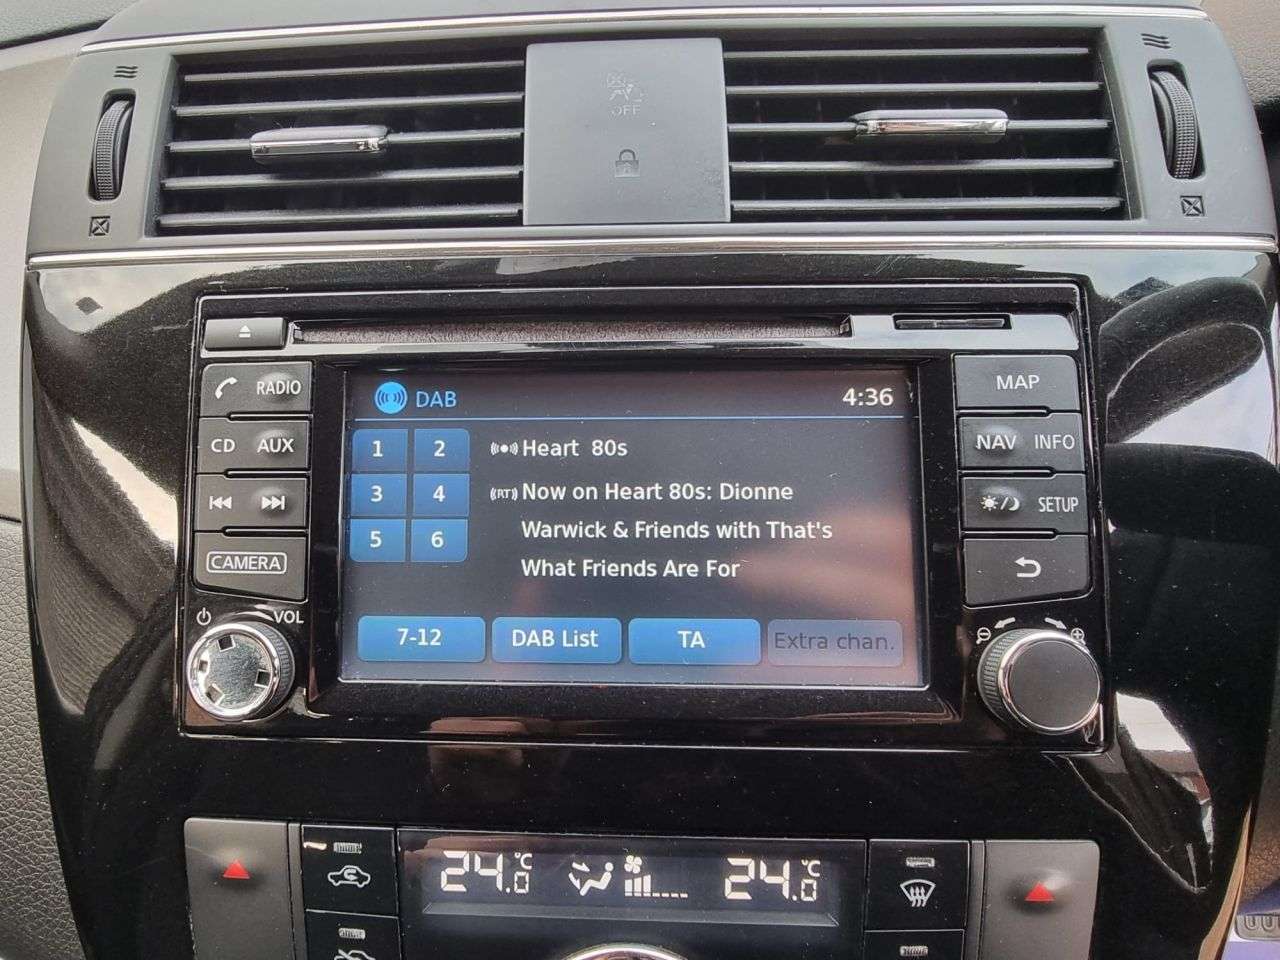 OFF
RADIO
CD AUX
CAMERA
VOL
MAP
NAV INFO
SETUP
DAB 4:36
1 2
3 4
5 6
Heart 80s
(RT) Now on Heart 80s: Dionne
Warwick & Friends with That's
What Friends Are For
7-12 DAB List TA Extra chan.
24.0°C 24.0°C